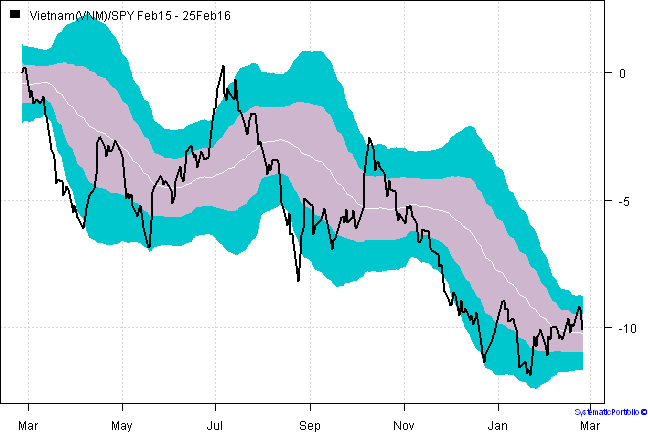 Vietnam(VNM)/SPY Feb15 - 25Feb16
0
-5
-10
SystematicPortfolio ©
Mar May Jul Sep Nov Jan Mar